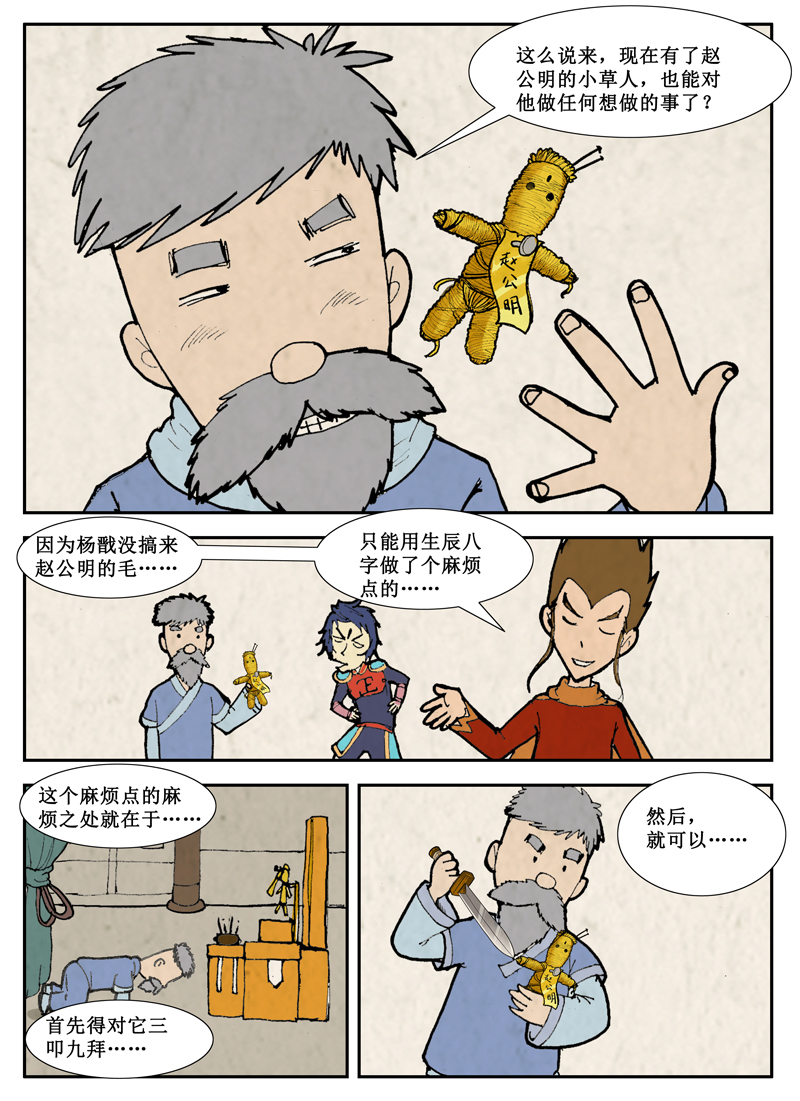 这么说来，现在有了赵
公明的小草人，也能对
他做任何想做的事了？
赵公明
因为杨戬没搞来
赵公明的毛……
只能用生辰八
字做了个麻烦
点的……
王
这个麻烦点的麻
烦之处就在于……
首先得对它三
叩九拜……
然后，
就可以……
赵公明